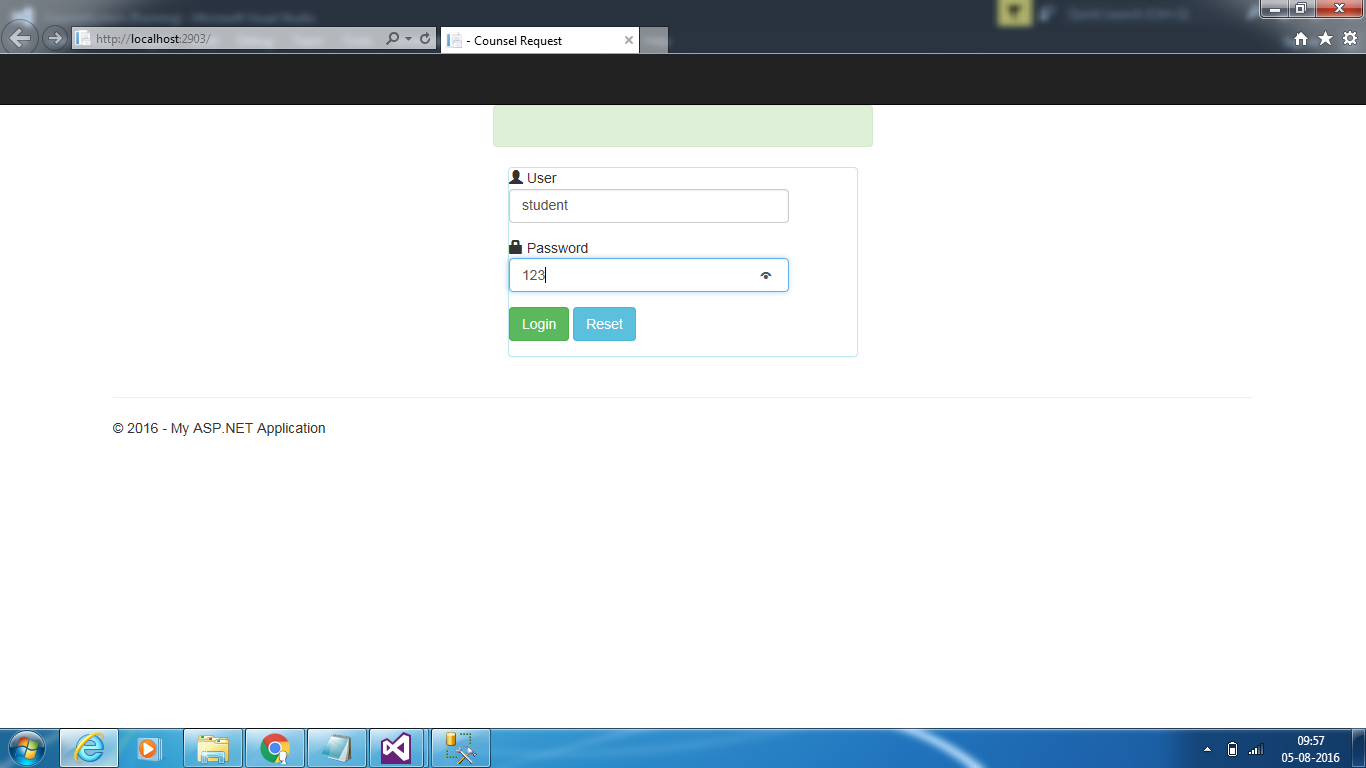 http://localhost:2903/
- Counsel Request
User
student
Password
123
Login Reset
© 2016 - My ASP.NET Application
09:57
05-08-2016